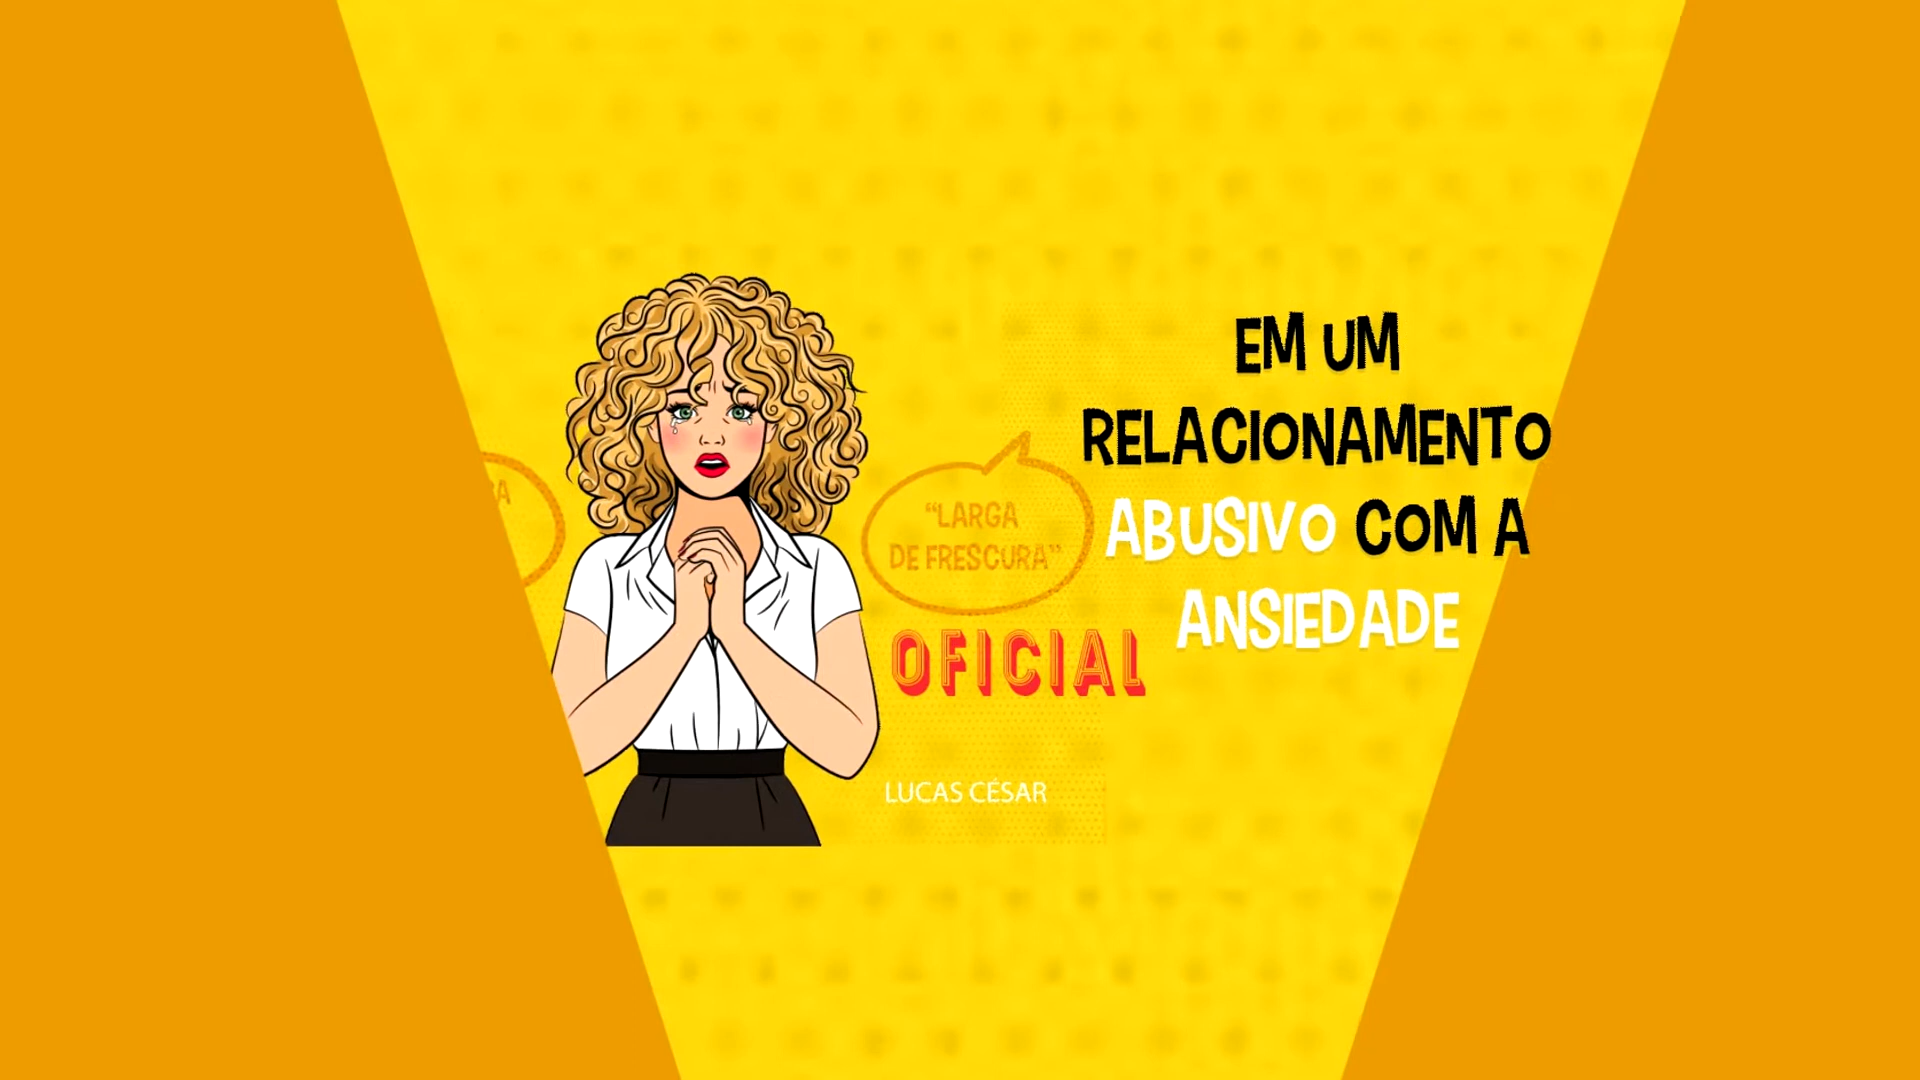 EM UM
RELACIONAMENTO
ABUSIVO COM A
ANSIEDADE
“LARGA
DE FRESCURA”
OFICIAL
LUCAS CÉSAR